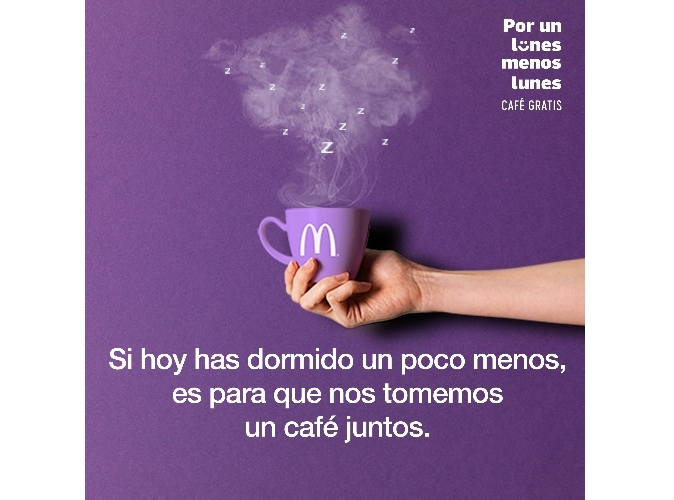 Por un
lunes
menos
lunes
CAFÉ GRATIS
z
z
z
z
z
z
z
z
z
z
z
z
z
M
Si hoy has dormido un poco menos,
es para que nos tomemos
un café juntos.